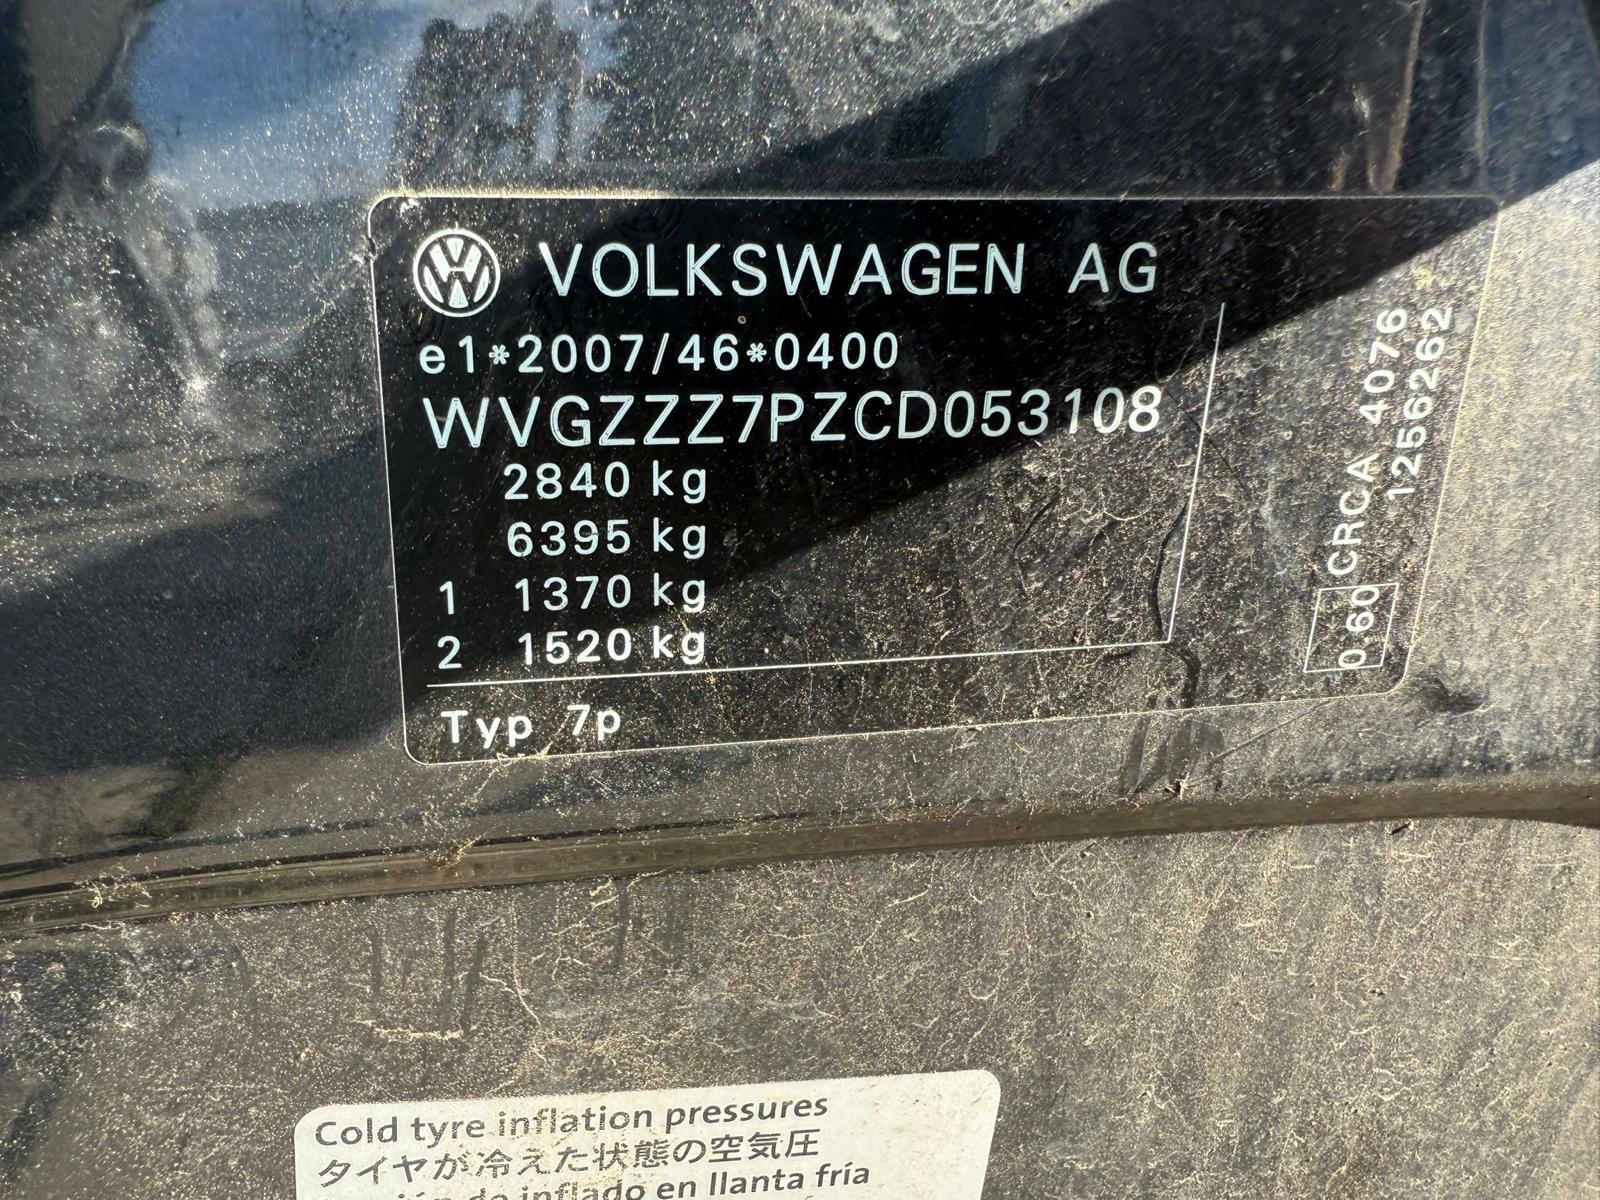 VOLKSWAGEN AG
e1*2007/46*0400
WVGZZZ7PZCD053108
2840 kg
6395 kg
1 1370 kg
2 1520 kg
Typ 7p
0.60 CRCA 4076
1256262
Cold tyre inflation pressures
タイヤが冷えた状態の空気圧
de inflado en llanta fría